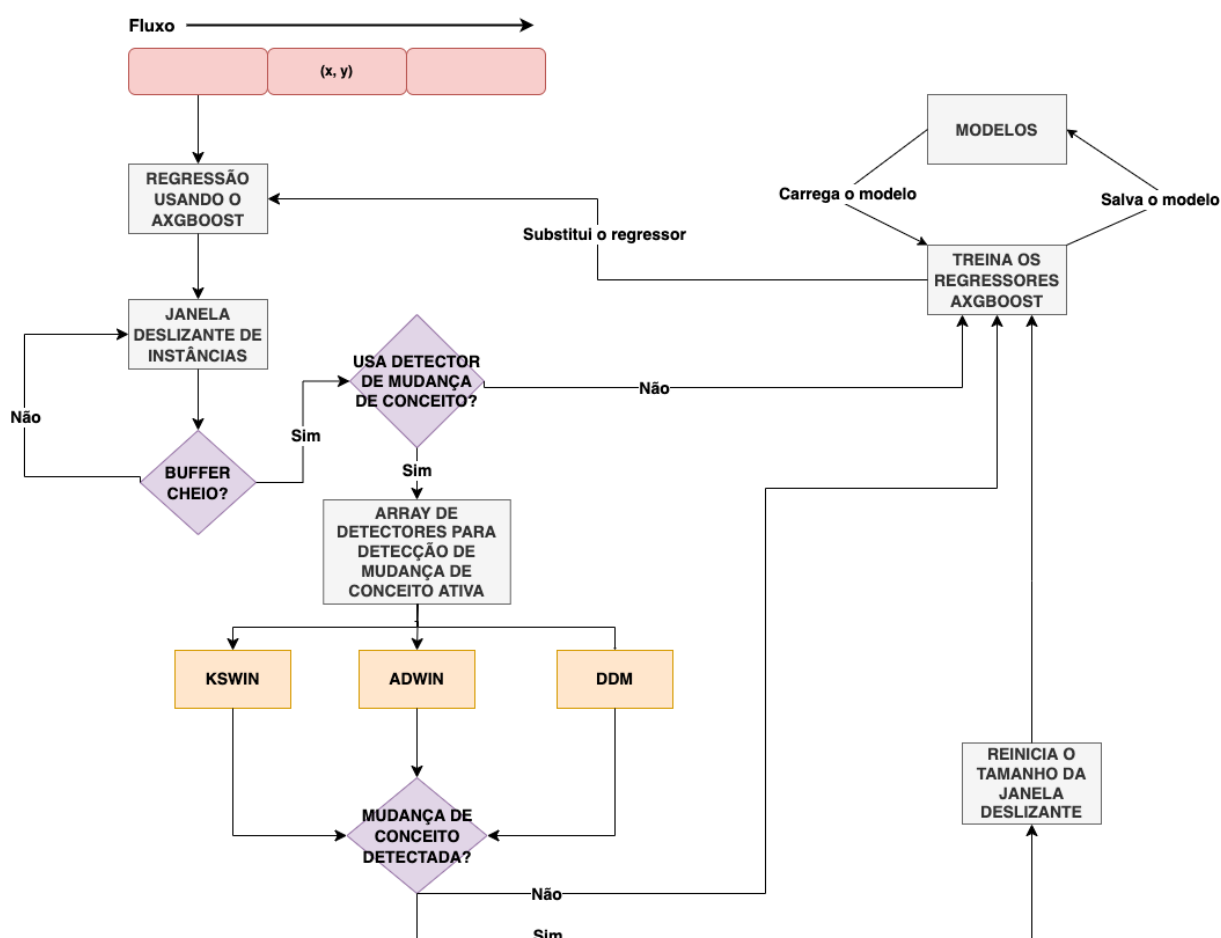 Fluxo
(x, y)
MODELOS
REGRESSÃO
USANDO O
AXGBOOST
Carrega o modelo
Salva o modelo
Substitui o regressor
TREINA OS
REGRESSORES
AXGBOOST
JANELA
DESLIZANTE DE
INSTÂNCIAS
USA DETECTOR
DE MUDANÇA
DE CONCEITO?
Não
Não
Sim
BUFFER
CHEIO?
Sim
ARRAY DE
DETECTORES PARA
DETECÇÃO DE
MUDANÇA DE
CONCEITO ATIVA
KSWIN
ADWIN
DDM
REINICIA O
TAMANHO DA
JANELA
DESLIZANTE
MUDANÇA DE
CONCEITO
DETECTADA?
Não
Sim